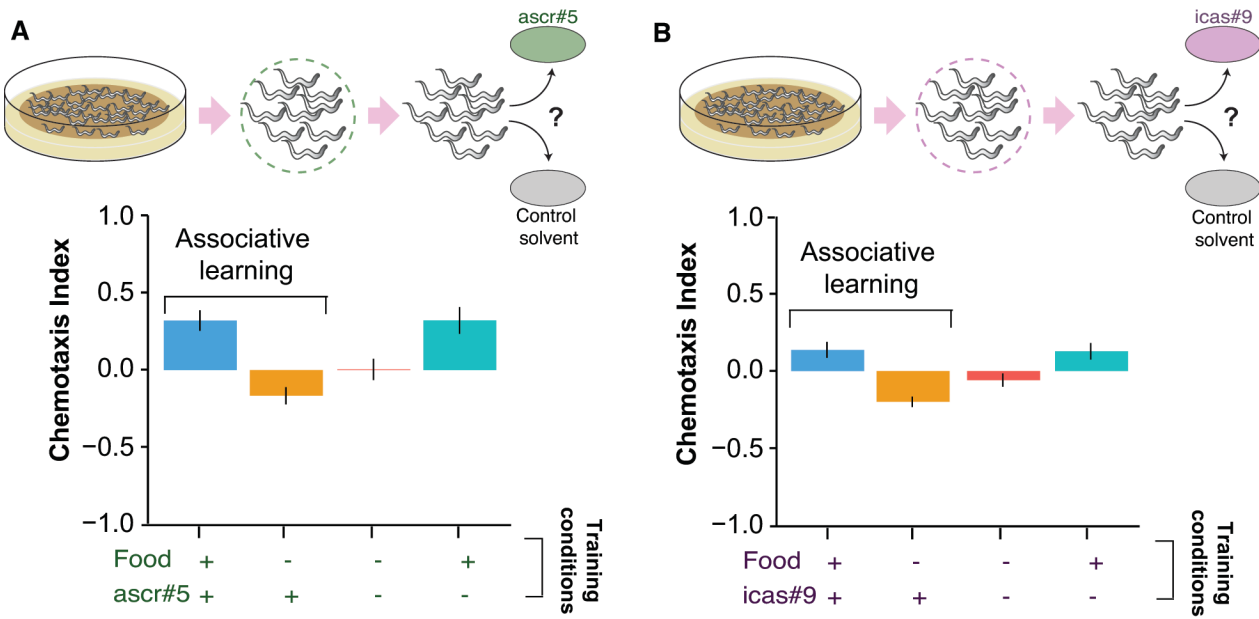 A
ascr#5
?
Control
solvent
Associative
learning
Chemotaxis Index
1.0
0.5
0.0
−0.5
−1.0
Food + - - +
ascr#5 + + - -
Training
conditions
B
icas#9
?
Control
solvent
Associative
learning
Chemotaxis Index
1.0
0.5
0.0
−0.5
−1.0
Food + - - +
icas#9 + + - -
Training
conditions